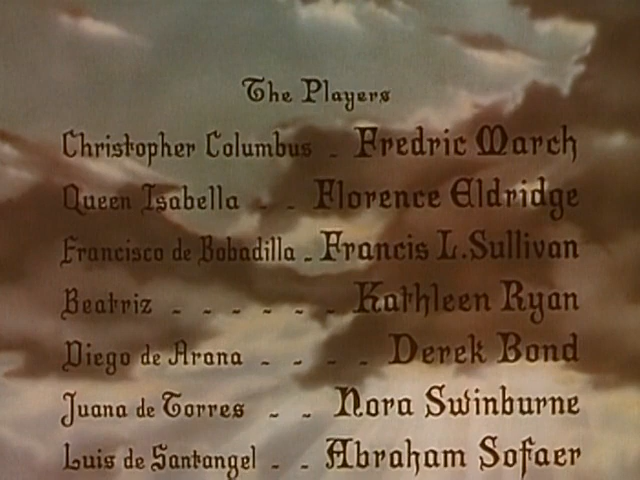 The Players
Christopher Columbus - Fredric March
Queen Isabella - - Florence Eldridge
Francisco de Bobadilla - Francis L. Sullivan
Beatriz - - - - - - Kathleen Ryan
Diego de Arana - - - - Derek Bond
Juana de Torres - - Nora Swinburne
Luis de Santangel - - Abraham Sofaer